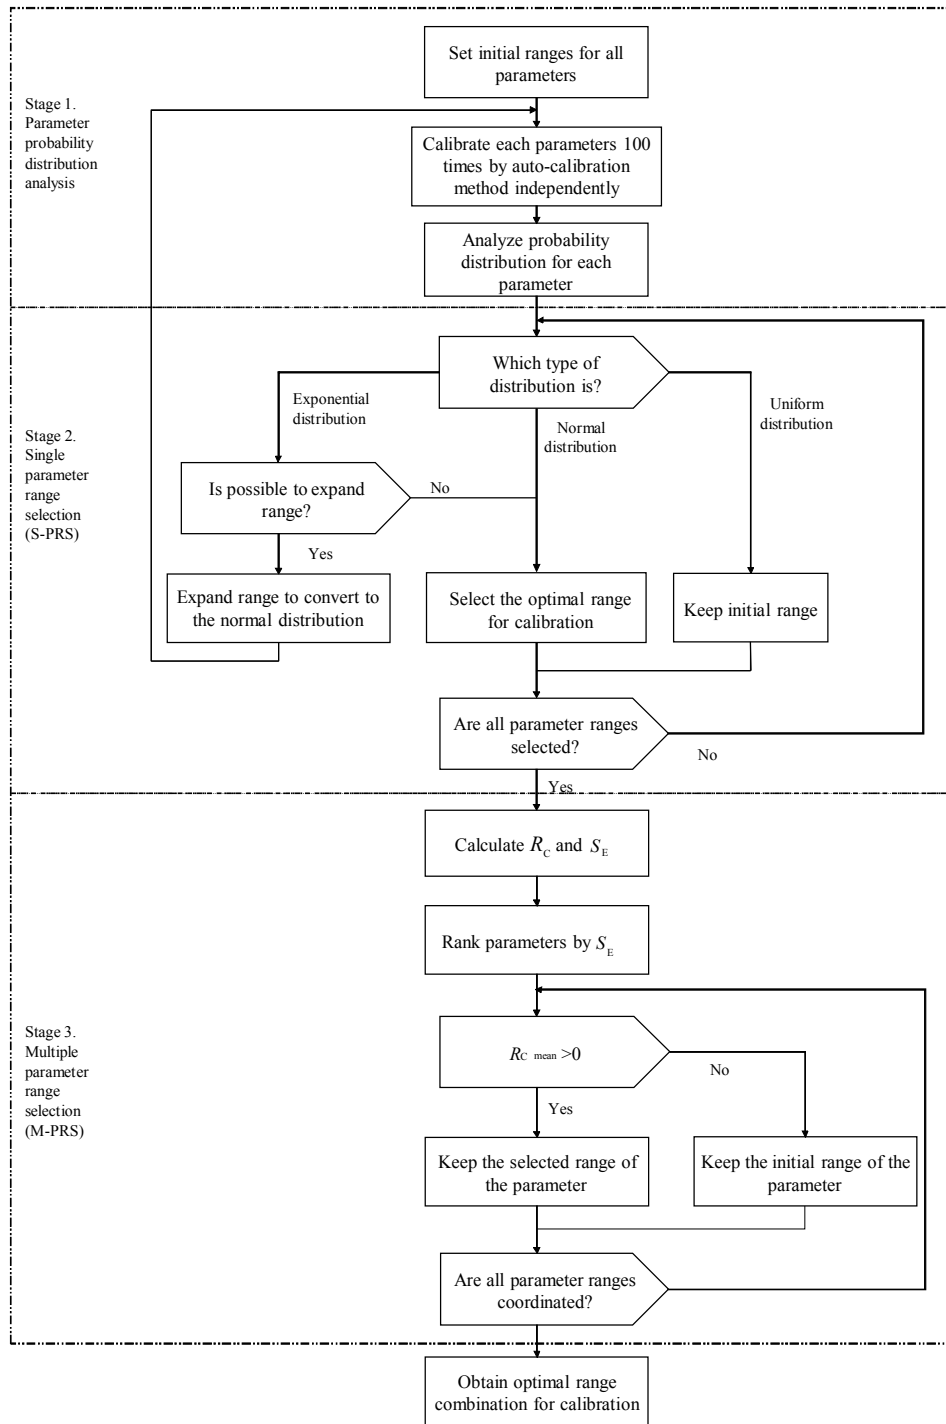 Set initial ranges for all
parameters
Stage 1.
Parameter
probability
distribution
analysis
Calibrate each parameters 100
times by auto-calibration
method independently
Analyze probability
distribution for each
parameter
Which type of
distribution is?
Exponential
distribution
Normal
distribution
Uniform
distribution
Stage 2.
Single
parameter
range
selection
(S-PRS)
Is possible to expand
range?
No
Yes
Expand range to convert to
the normal distribution
Select the optimal range
for calibration
Keep initial range
Are all parameter ranges
selected?
No
Yes
Calculate R_C and S_E
Rank parameters by S_E
Stage 3.
Multiple
parameter
range
selection
(M-PRS)
RC mean >0
No
Yes
Keep the selected range of
the parameter
Keep the initial range of the
parameter
Are all parameter ranges
coordinated?
Obtain optimal range
combination for calibration